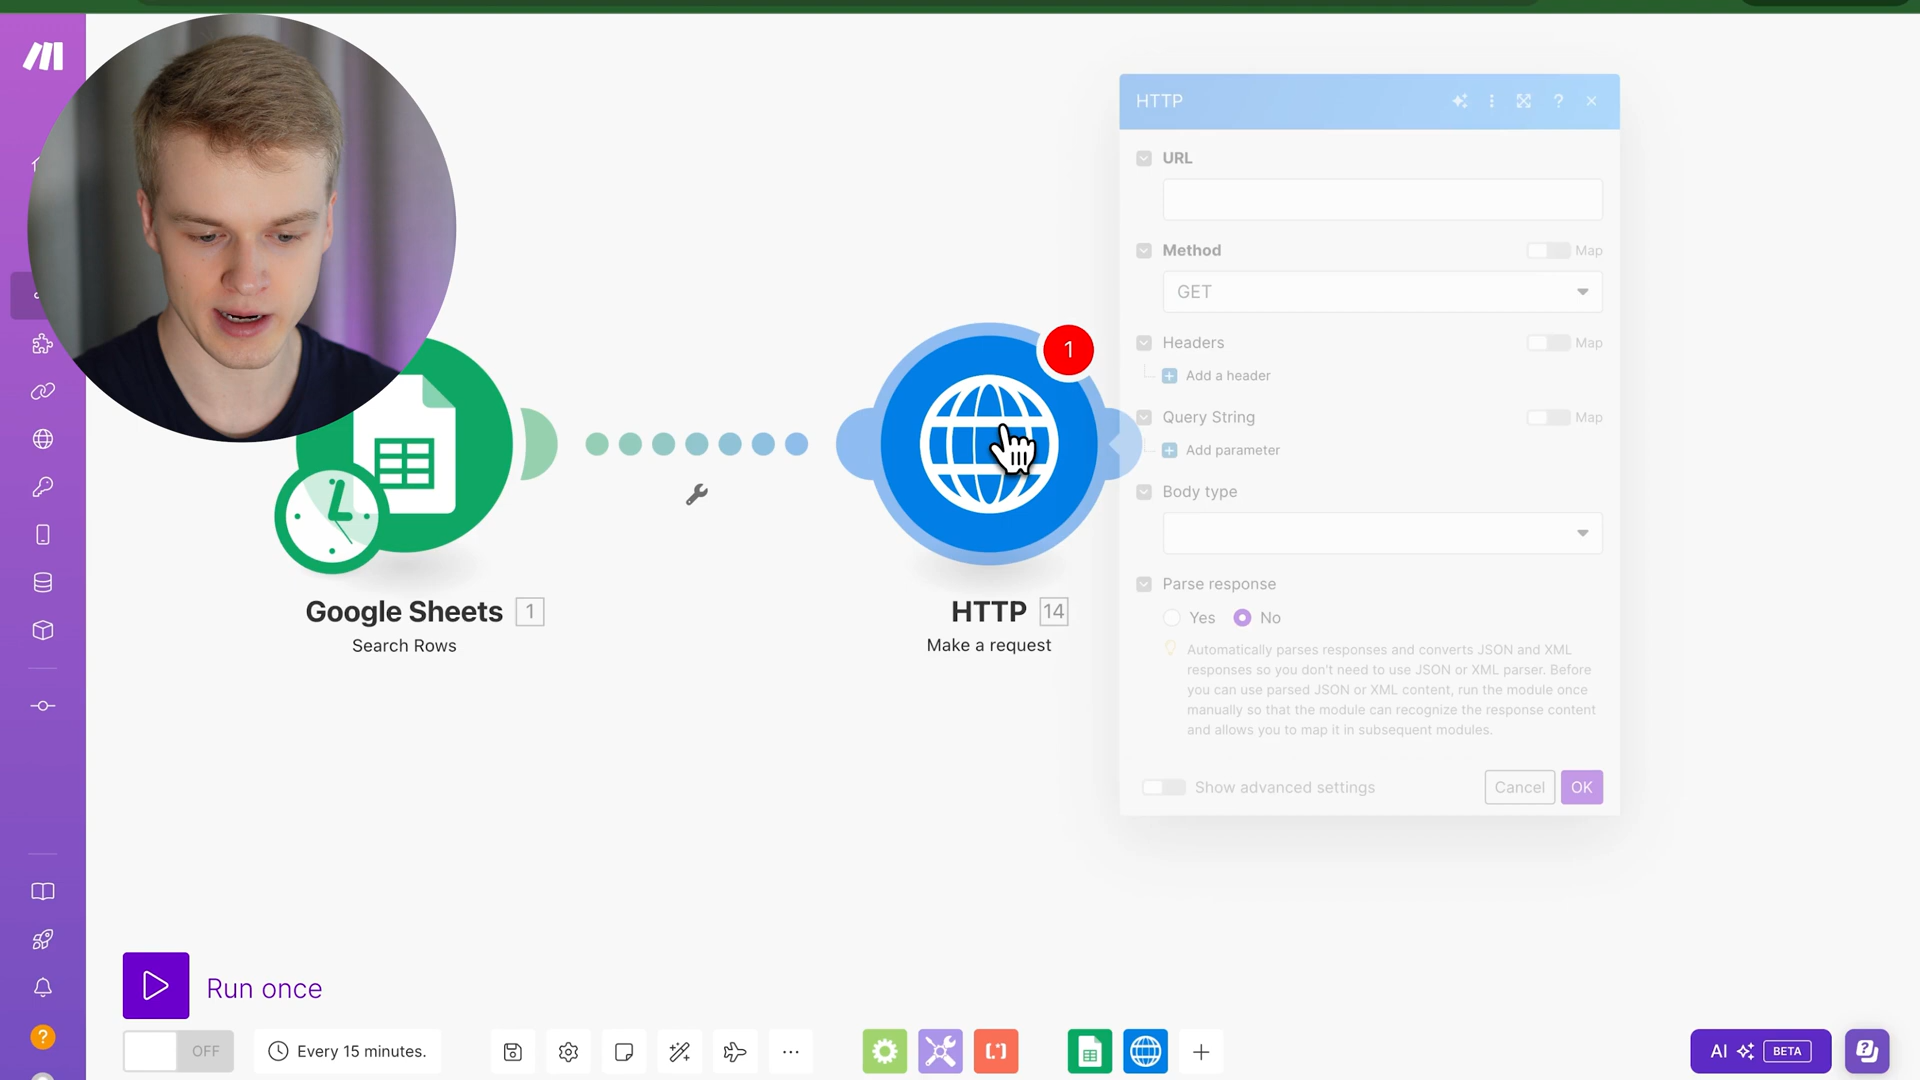 HTTP
?
URL
Method
Map
GET
Headers
Map
Add a header
Query String
Map
Add parameter
Body type
Parse response
Yes
No
Automatically parses responses and converts JSON and XML
responses so you don't need to use JSON or XML parser. Before
you can use parsed JSON or XML content, run the module once
manually so that the module can recognize the response content
and allows you to map it in subsequent modules.
Show advanced settings
Cancel
OK
1
Google Sheets 1
Search Rows
HTTP 14
Make a request
Run once
OFF
Every 15 minutes.
AI BETA
?
?